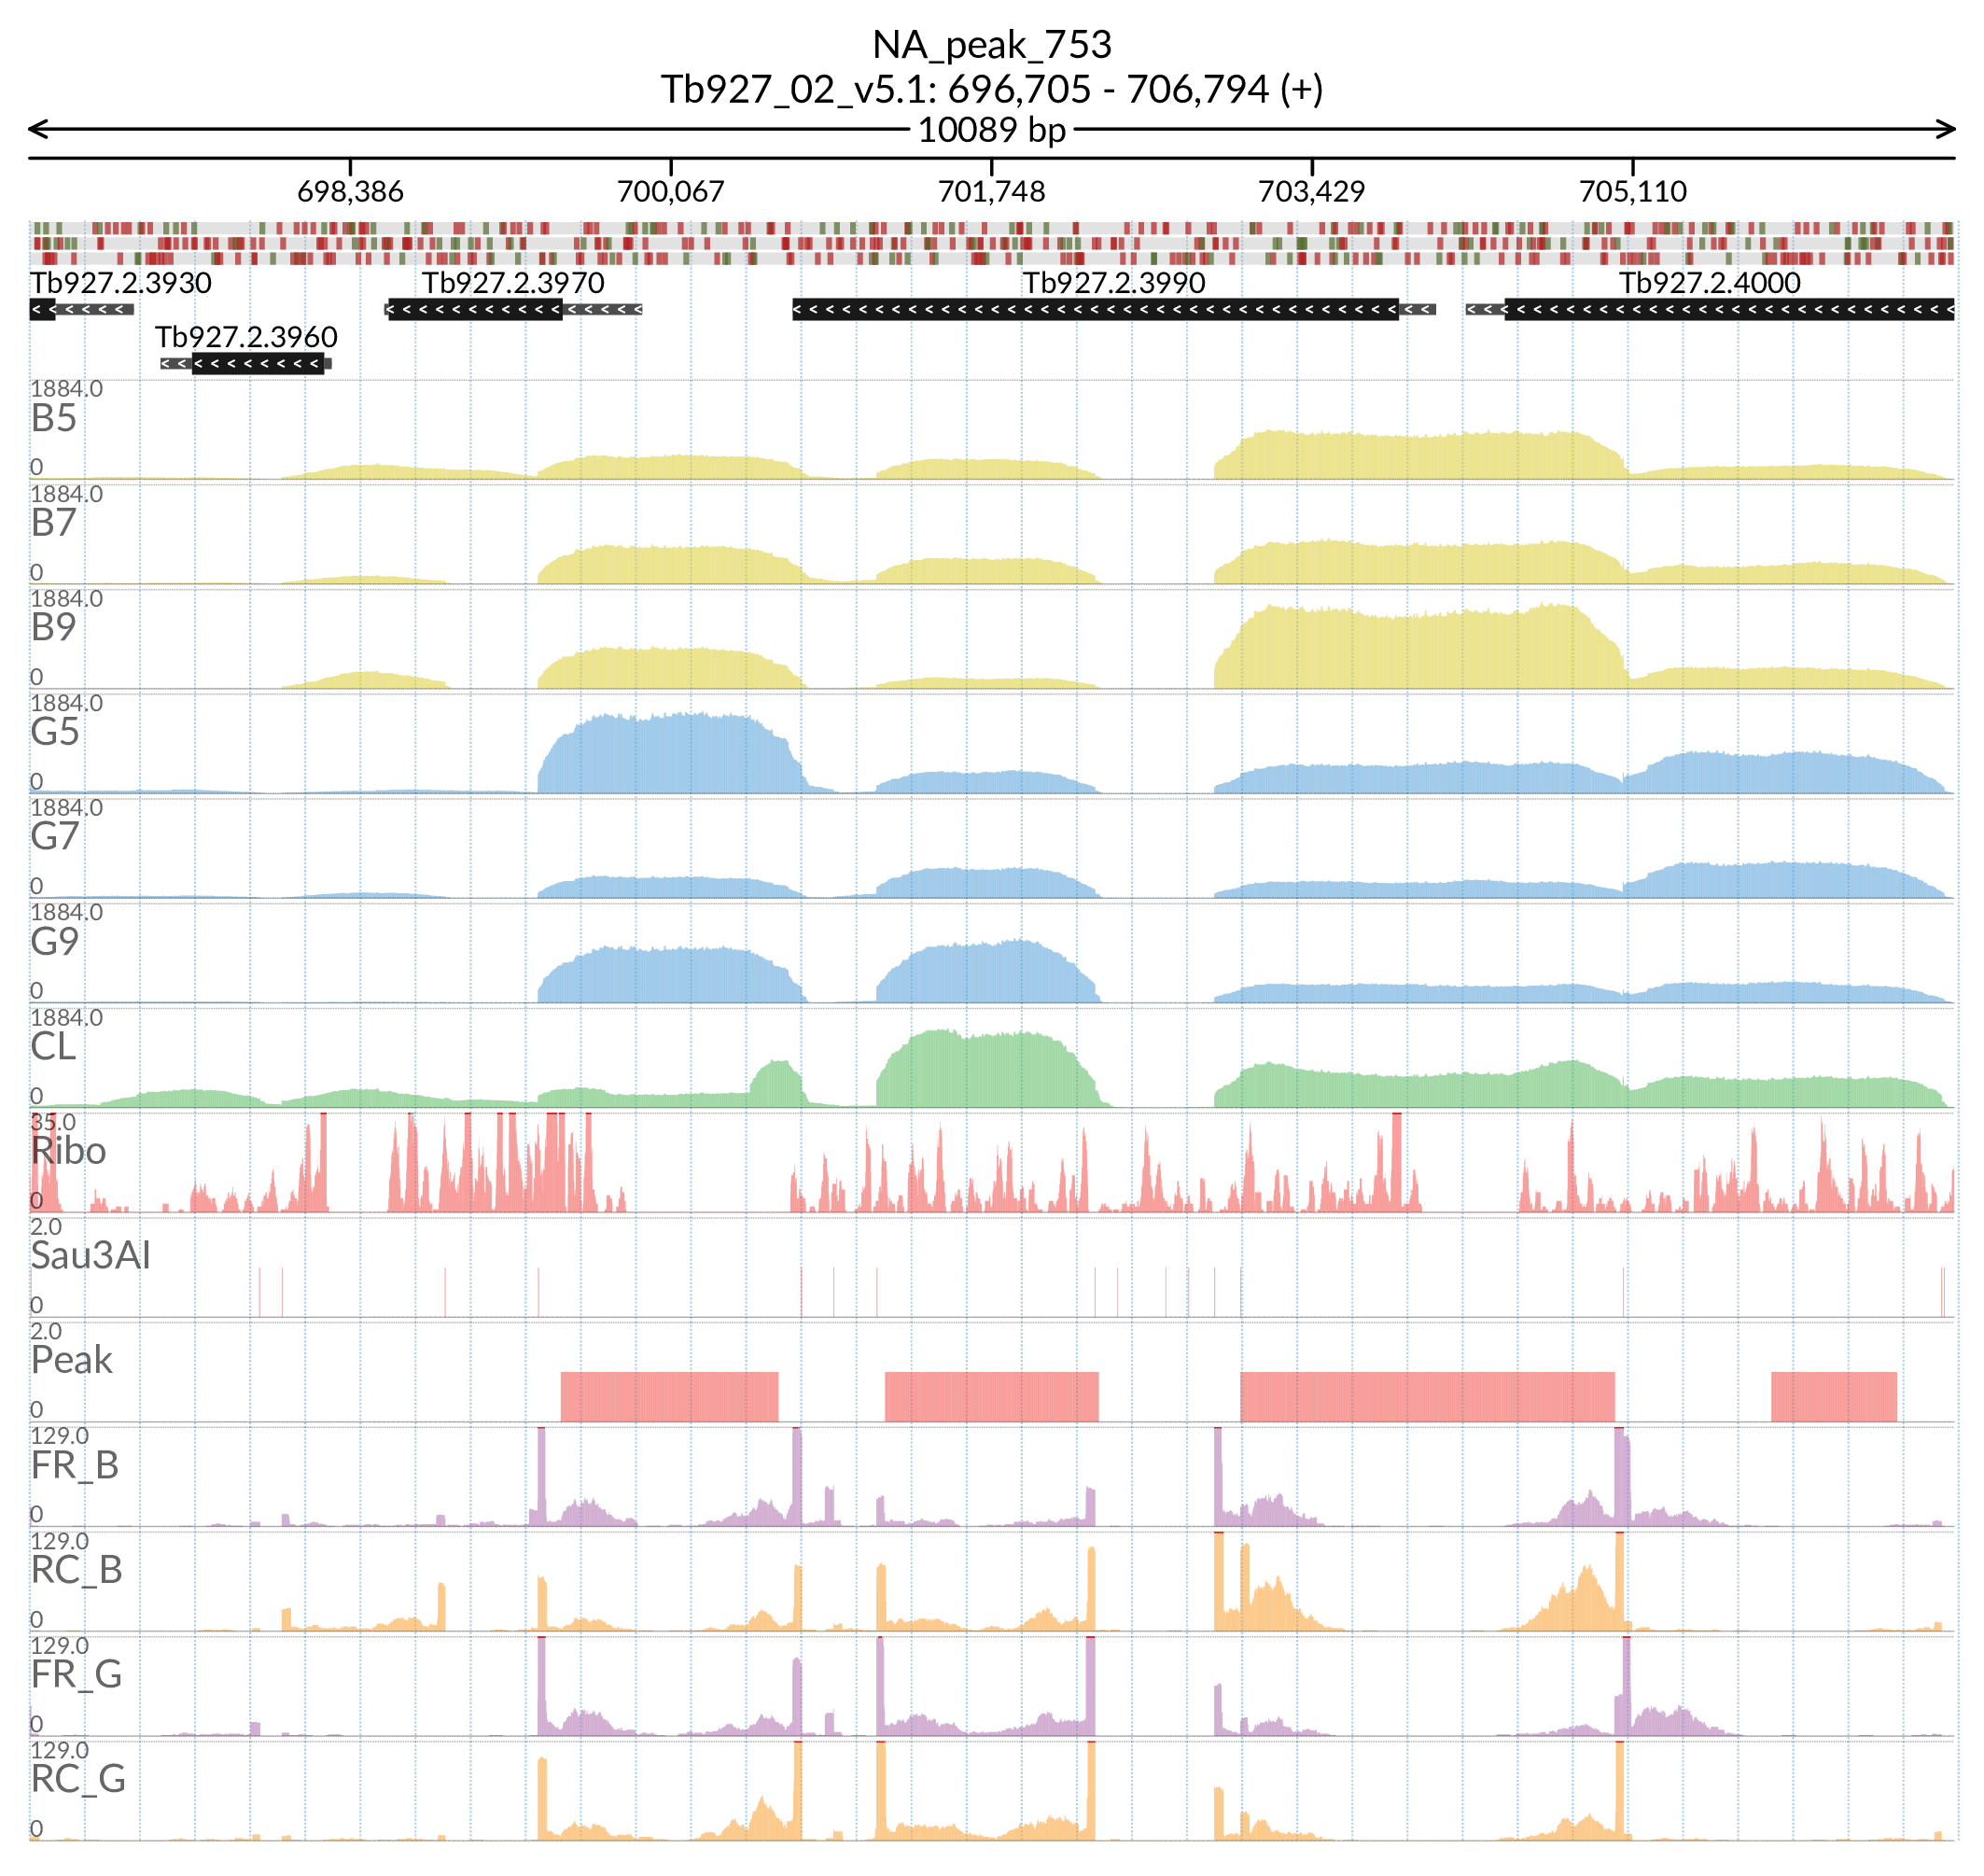 NA_peak_753
Tb927_02_v5.1: 696,705 - 706,794 (+)
10089 bp
698,386 700,067 701,748 703,429 705,110
Tb927.2.3930 Tb927.2.3970 Tb927.2.3990 Tb927.2.4000
Tb927.2.3960
1884.0
B5
0
1884.0
B7
0
1884.0
B9
0
1884.0
G5
0
1884.0
G7
0
1884.0
G9
0
1884.0
CL
0
35.0
Ribo
0
2.0
Sau3AI
0
2.0
Peak
0
129.0
FR_B
0
129.0
RC_B
0
129.0
FR_G
0
129.0
RC_G
0